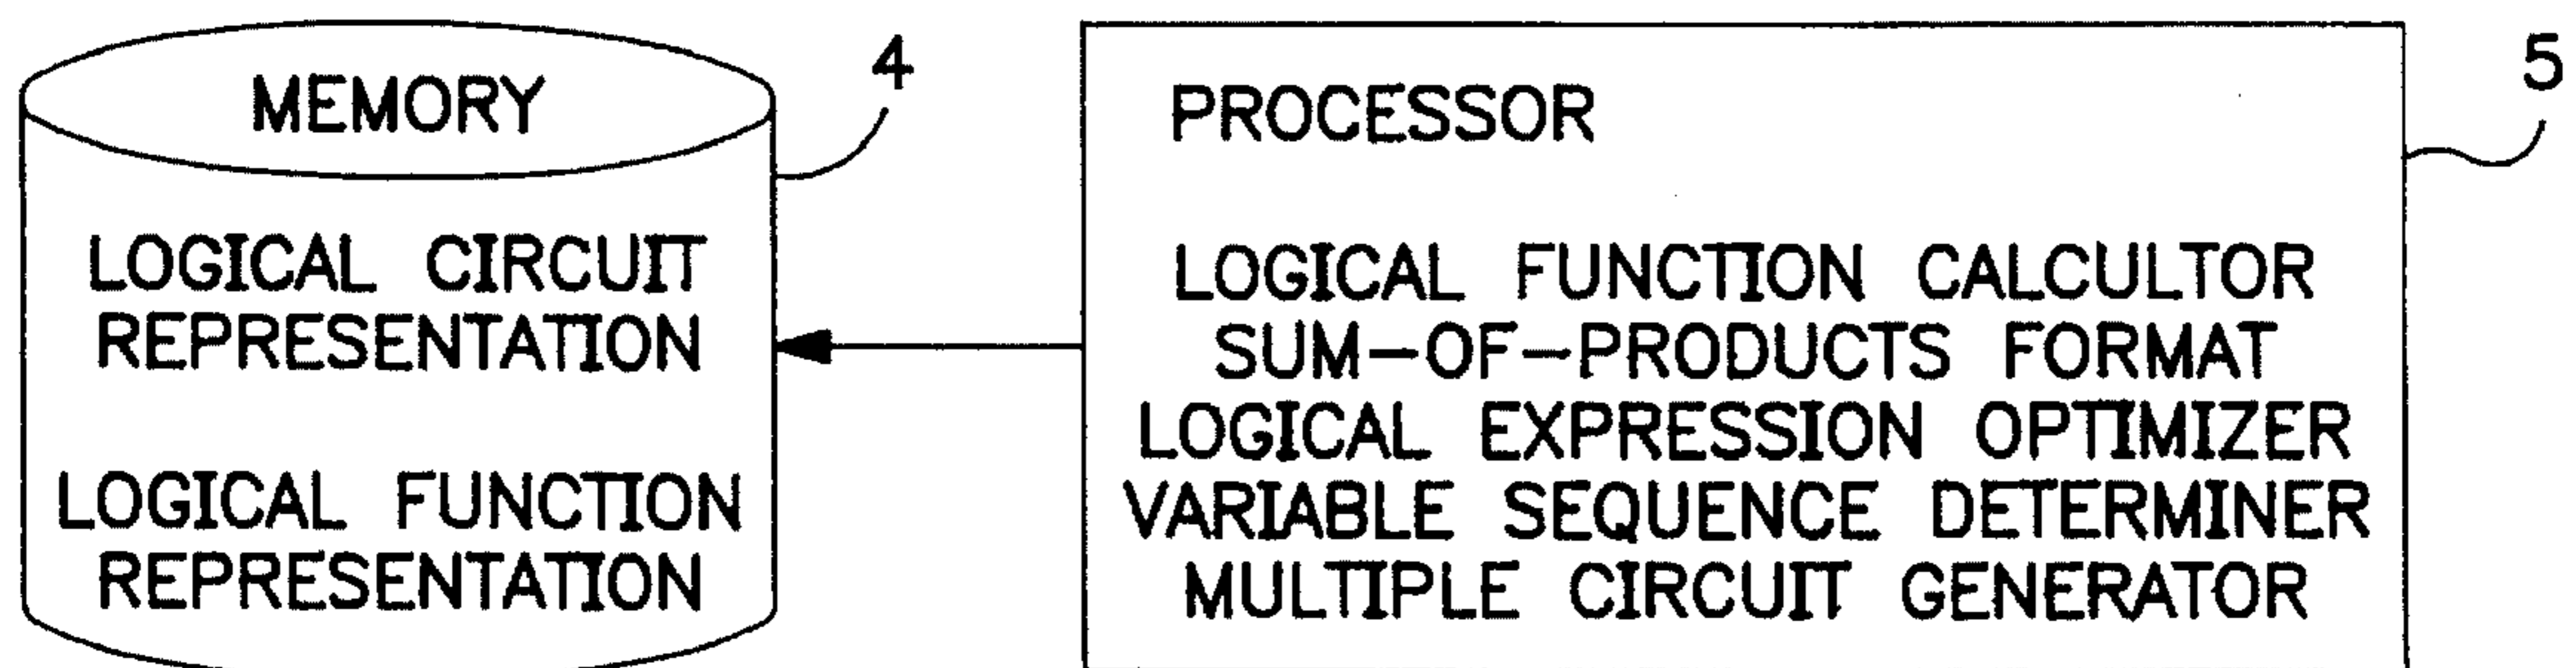 MEMORY
4
LOGICAL CIRCUIT
REPRESENTATION
LOGICAL FUNCTION
REPRESENTATION
PROCESSOR
5
LOGICAL FUNCTION CALCULTOR
SUM-OF-PRODUCTS FORMAT
LOGICAL EXPRESSION OPTIMIZER
VARIABLE SEQUENCE DETERMINER
MULTIPLE CIRCUIT GENERATOR